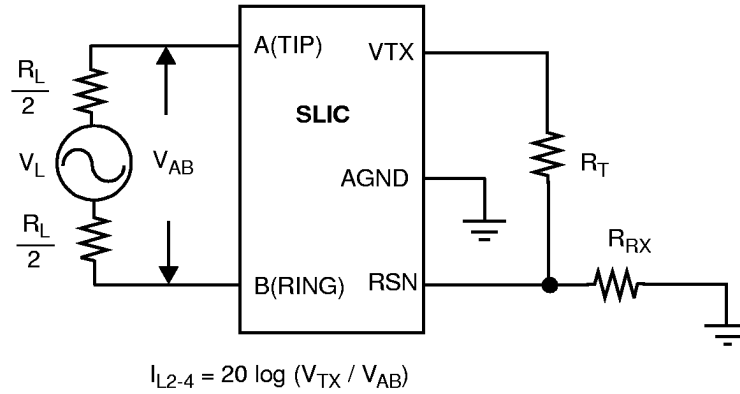 A(TIP)
VTX
R_L
2
SLIC
V_L
V_AB
R_T
AGND
R_L
2
R_RX
B(RING)
RSN
I_L2-4 = 20 log (V_TX / V_AB)